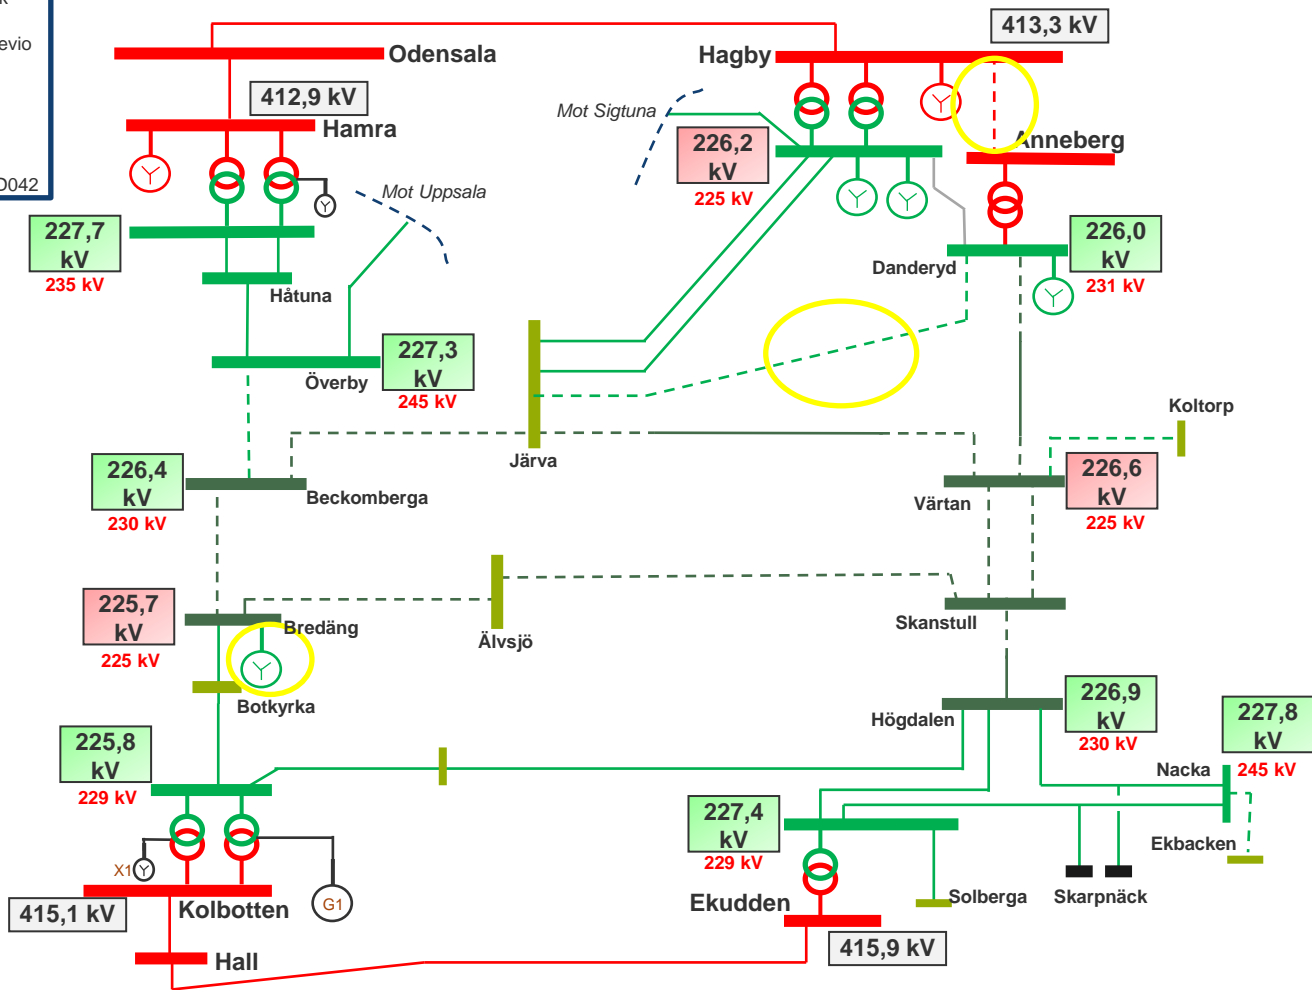 evio
D042
413,3 kV
Odensala
Hagby
412,9 kV
Hamra
Mot Sigtuna
226,2
kV
225 kV
Anneberg
Mot Uppsala
227,7
kV
235 kV
226,0
kV
231 kV
Danderyd
Håtuna
227,3
kV
245 kV
Överby
Koltorp
Järva
226,4
kV
230 kV
Beckomberga
226,6
kV
225 kV
Värtan
225,7
kV
225 kV
Bredäng
Älvsjö
Skanstull
Botkyrka
Högdalen
226,9
kV
230 kV
227,8
kV
245 kV
Nacka
225,8
kV
229 kV
227,4
kV
229 kV
Ekbacken
X1
G1
Kolbotten
415,1 kV
Ekudden
Solberga
Skarpnäck
415,9 kV
Hall